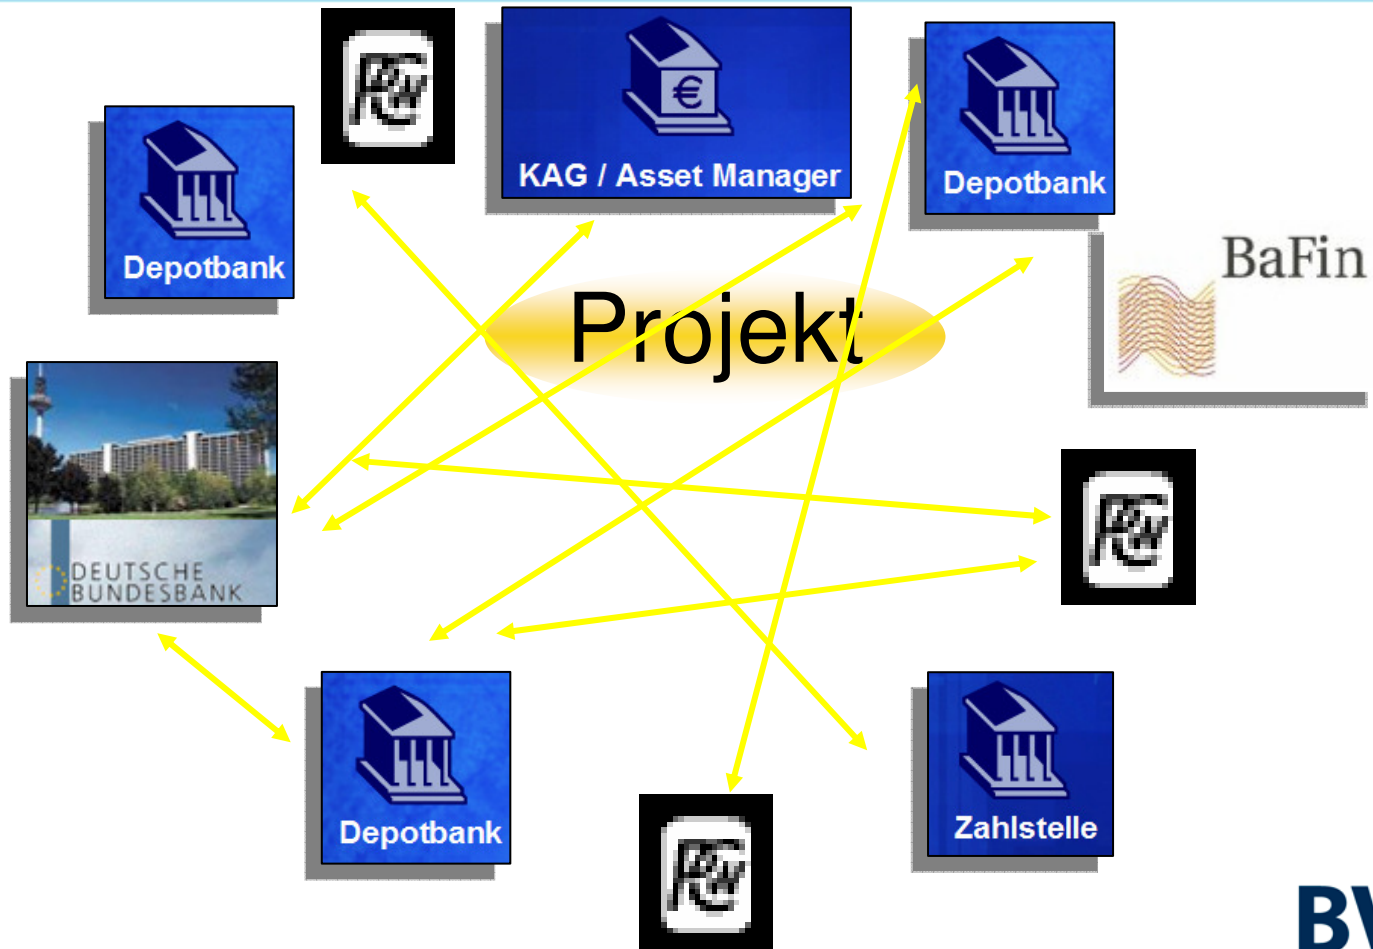 KAG / Asset Manager
Depotbank
Depotbank
BaFin
Projekt
DEUTSCHE
BUNDESBANK
Depotbank
Zahlstelle